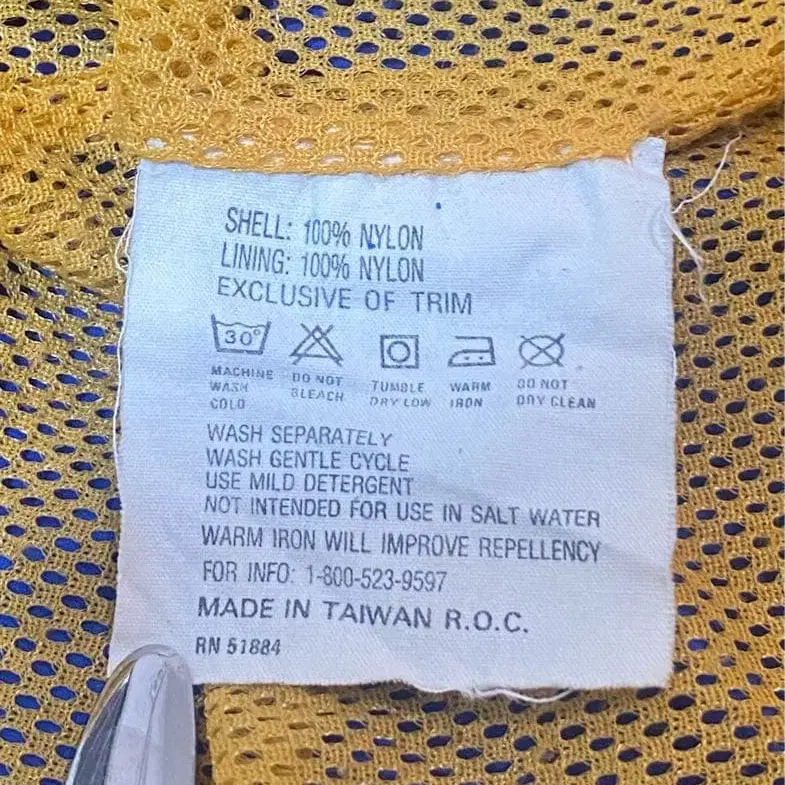 SHELL: 100% NYLON
LINING: 100% NYLON
EXCLUSIVE OF TRIM
30°
MACHINE WASH COLD
DO NOT BLEACH
TUMBLE DRY LOW
WARM IRON
DO NOT DRY CLEAN
WASH SEPARATELY
WASH GENTLE CYCLE
USE MILD DETERGENT
NOT INTENDED FOR USE IN SALT WATER
WARM IRON WILL IMPROVE REPELLENCY
FOR INFO: 1-800-523-9597
MADE IN TAIWAN R.O.C.
RN 51884